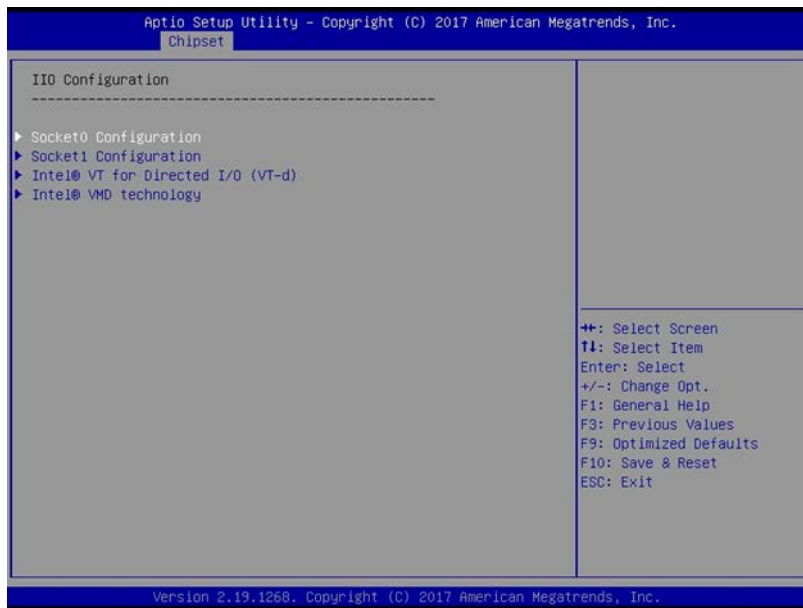 Aptio Setup Utility - Copyright (C) 2017 American Megatrends, Inc.
Chipset
IIO Configuration
--------------------------------------------------
Socket0 Configuration
Socket1 Configuration
Intel® VT for Directed I/O (VT-d)
Intel® VMD technology
→←: Select Screen
↑↓: Select Item
Enter: Select
+/-: Change Opt.
F1: General Help
F3: Previous Values
F9: Optimized Defaults
F10: Save & Reset
ESC: Exit
Version 2.19.1268. Copyright (C) 2017 American Megatrends, Inc.